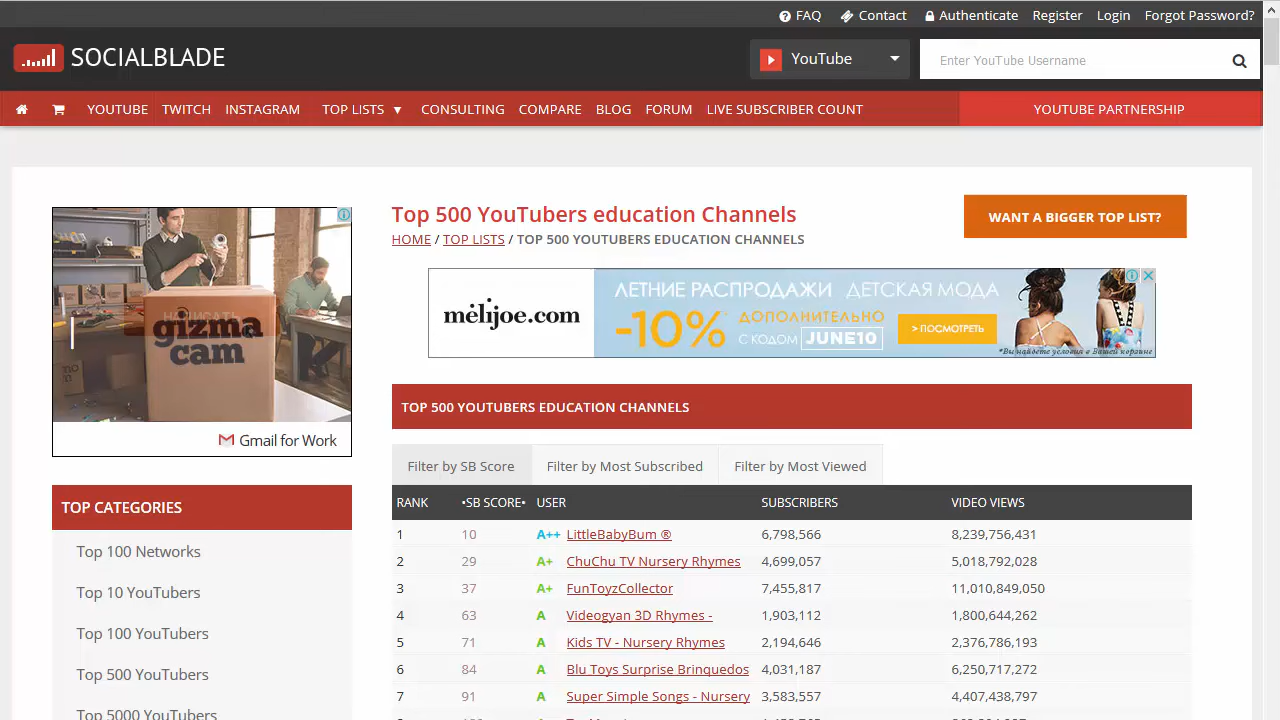 FAQ Contact Authenticate Register Login Forgot Password?
SOCIALBLADE
YouTube
Enter YouTube Username
YOUTUBE TWITCH INSTAGRAM TOP LISTS ▼ CONSULTING COMPARE BLOG FORUM LIVE SUBSCRIBER COUNT YOUTUBE PARTNERSHIP
gizma
cam
Gmail for Work
TOP CATEGORIES
Top 100 Networks
Top 10 YouTubers
Top 100 YouTubers
Top 500 YouTubers
Top 5000 YouTubers
Top 500 YouTubers education Channels
HOME / TOP LISTS / TOP 500 YOUTUBERS EDUCATION CHANNELS
WANT A BIGGER TOP LIST?
mėlijoe.com
ЛЕТНИЕ РАСПРОДАЖИ ДЕТСКАЯ МОДА
-10% ДОПОЛНИТЕЛЬНО
С КОДОМ JUNE10
> ПОСМОТРЕТЬ
*Вы найдете условия в Вашей корзине
TOP 500 YOUTUBERS EDUCATION CHANNELS
Filter by SB Score Filter by Most Subscribed Filter by Most Viewed
RANK •SB SCORE• USER SUBSCRIBERS VIDEO VIEWS
1 10 A++ LittleBabyBum ® 6,798,566 8,239,756,431
2 29 A+ ChuChu TV Nursery Rhymes 4,699,057 5,018,792,028
3 37 A+ FunToyzCollector 7,455,817 11,010,849,050
4 63 A Videogyan 3D Rhymes - 1,903,112 1,800,644,262
5 71 A Kids TV - Nursery Rhymes 2,194,646 2,376,786,193
6 84 A Blu Toys Surprise Brinquedos 4,031,187 6,250,717,272
7 91 A Super Simple Songs - Nursery 3,583,557 4,407,438,797